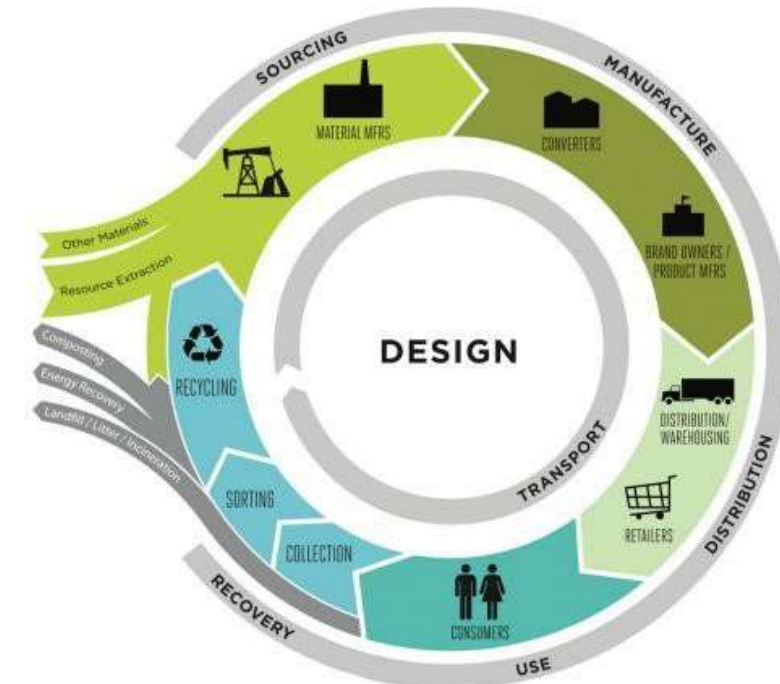 SOURCING
MANUFACTURE
MATERIAL MFRS
CONVERTERS
BRAND OWNERS /
PRODUCT MFRS
Other Materials
Resource Extraction
Composting
Energy Recovery
Landfill / Litter / Incineration
RECYCLING
DESIGN
TRANSPORT
DISTRIBUTION/
WAREHOUSING
RETAILERS
DISTRIBUTION
SORTING
COLLECTION
CONSUMERS
RECOVERY
USE